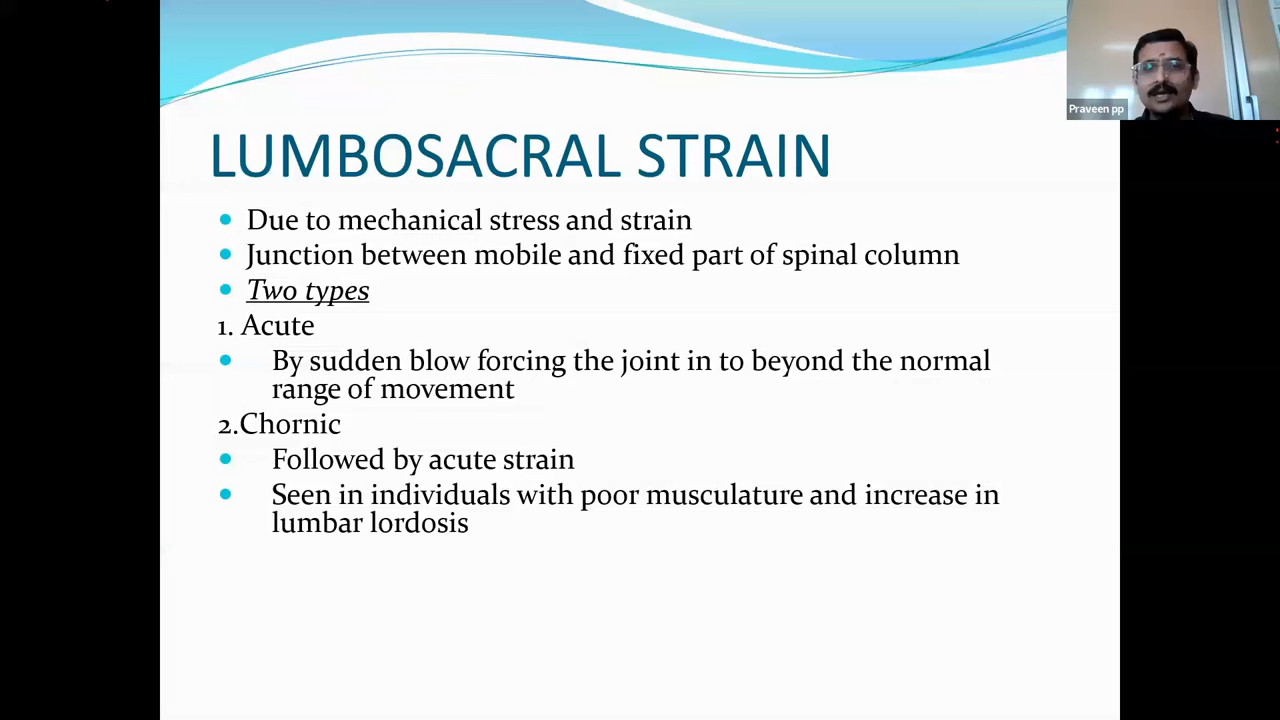 Praveen pp
LUMBOSACRAL STRAIN
Due to mechanical stress and strain
Junction between mobile and fixed part of spinal column
Two types
1. Acute
By sudden blow forcing the joint in to beyond the normal
range of movement
2.Chornic
Followed by acute strain
Seen in individuals with poor musculature and increase in
lumbar lordosis